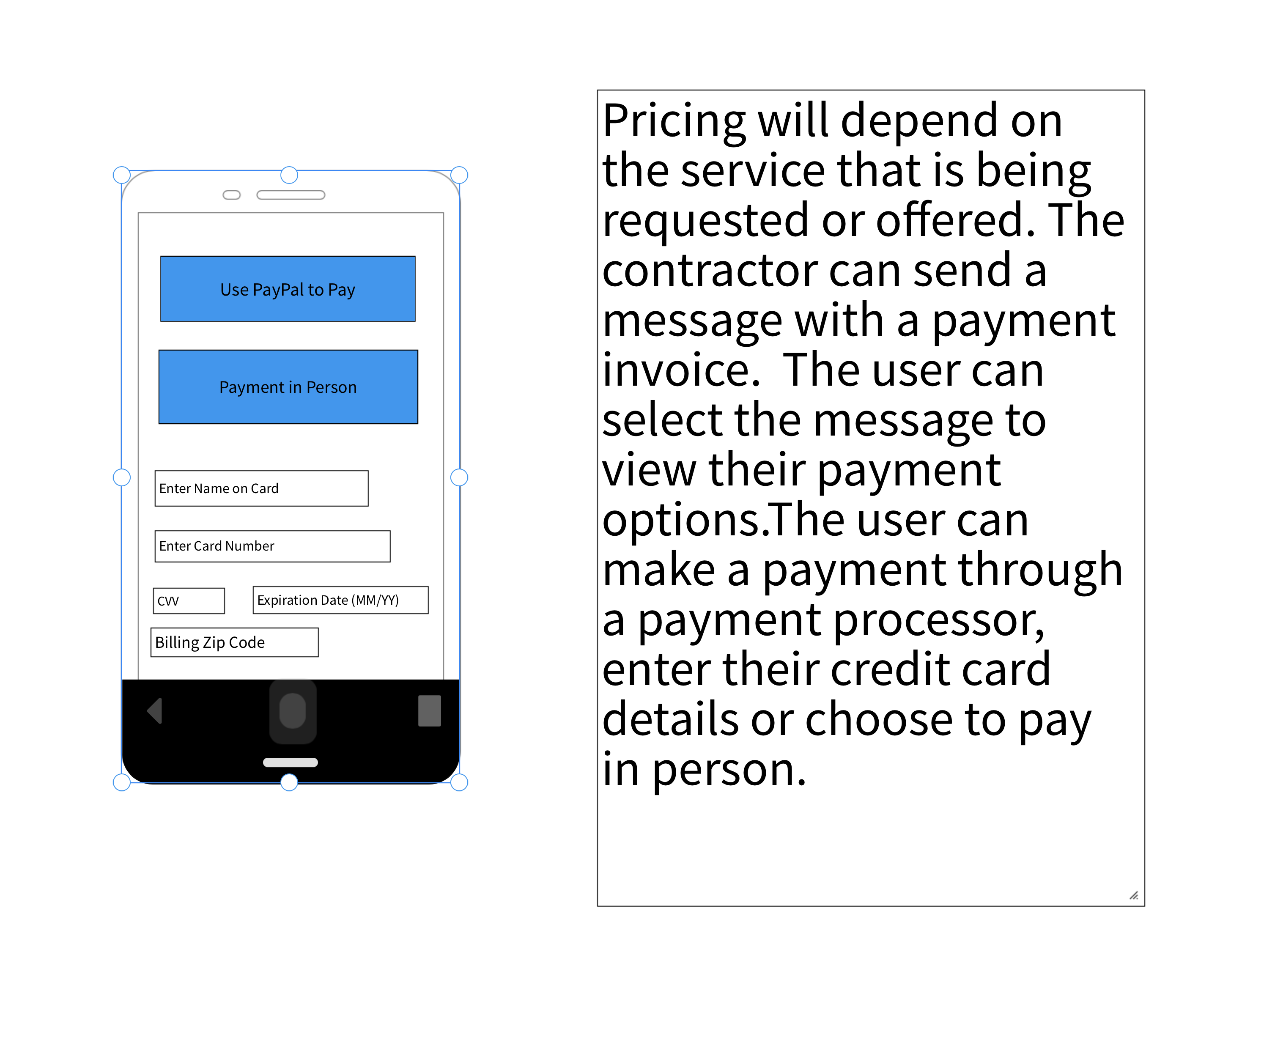 Use PayPal to Pay
Payment in Person
Enter Name on Card
Enter Card Number
CVV
Expiration Date (MM/YY)
Billing Zip Code
Pricing will depend on
the service that is being
requested or offered. The
contractor can send a
message with a payment
invoice.  The user can
select the message to
view their payment
options.The user can
make a payment through
a payment processor,
enter their credit card
details or choose to pay
in person.